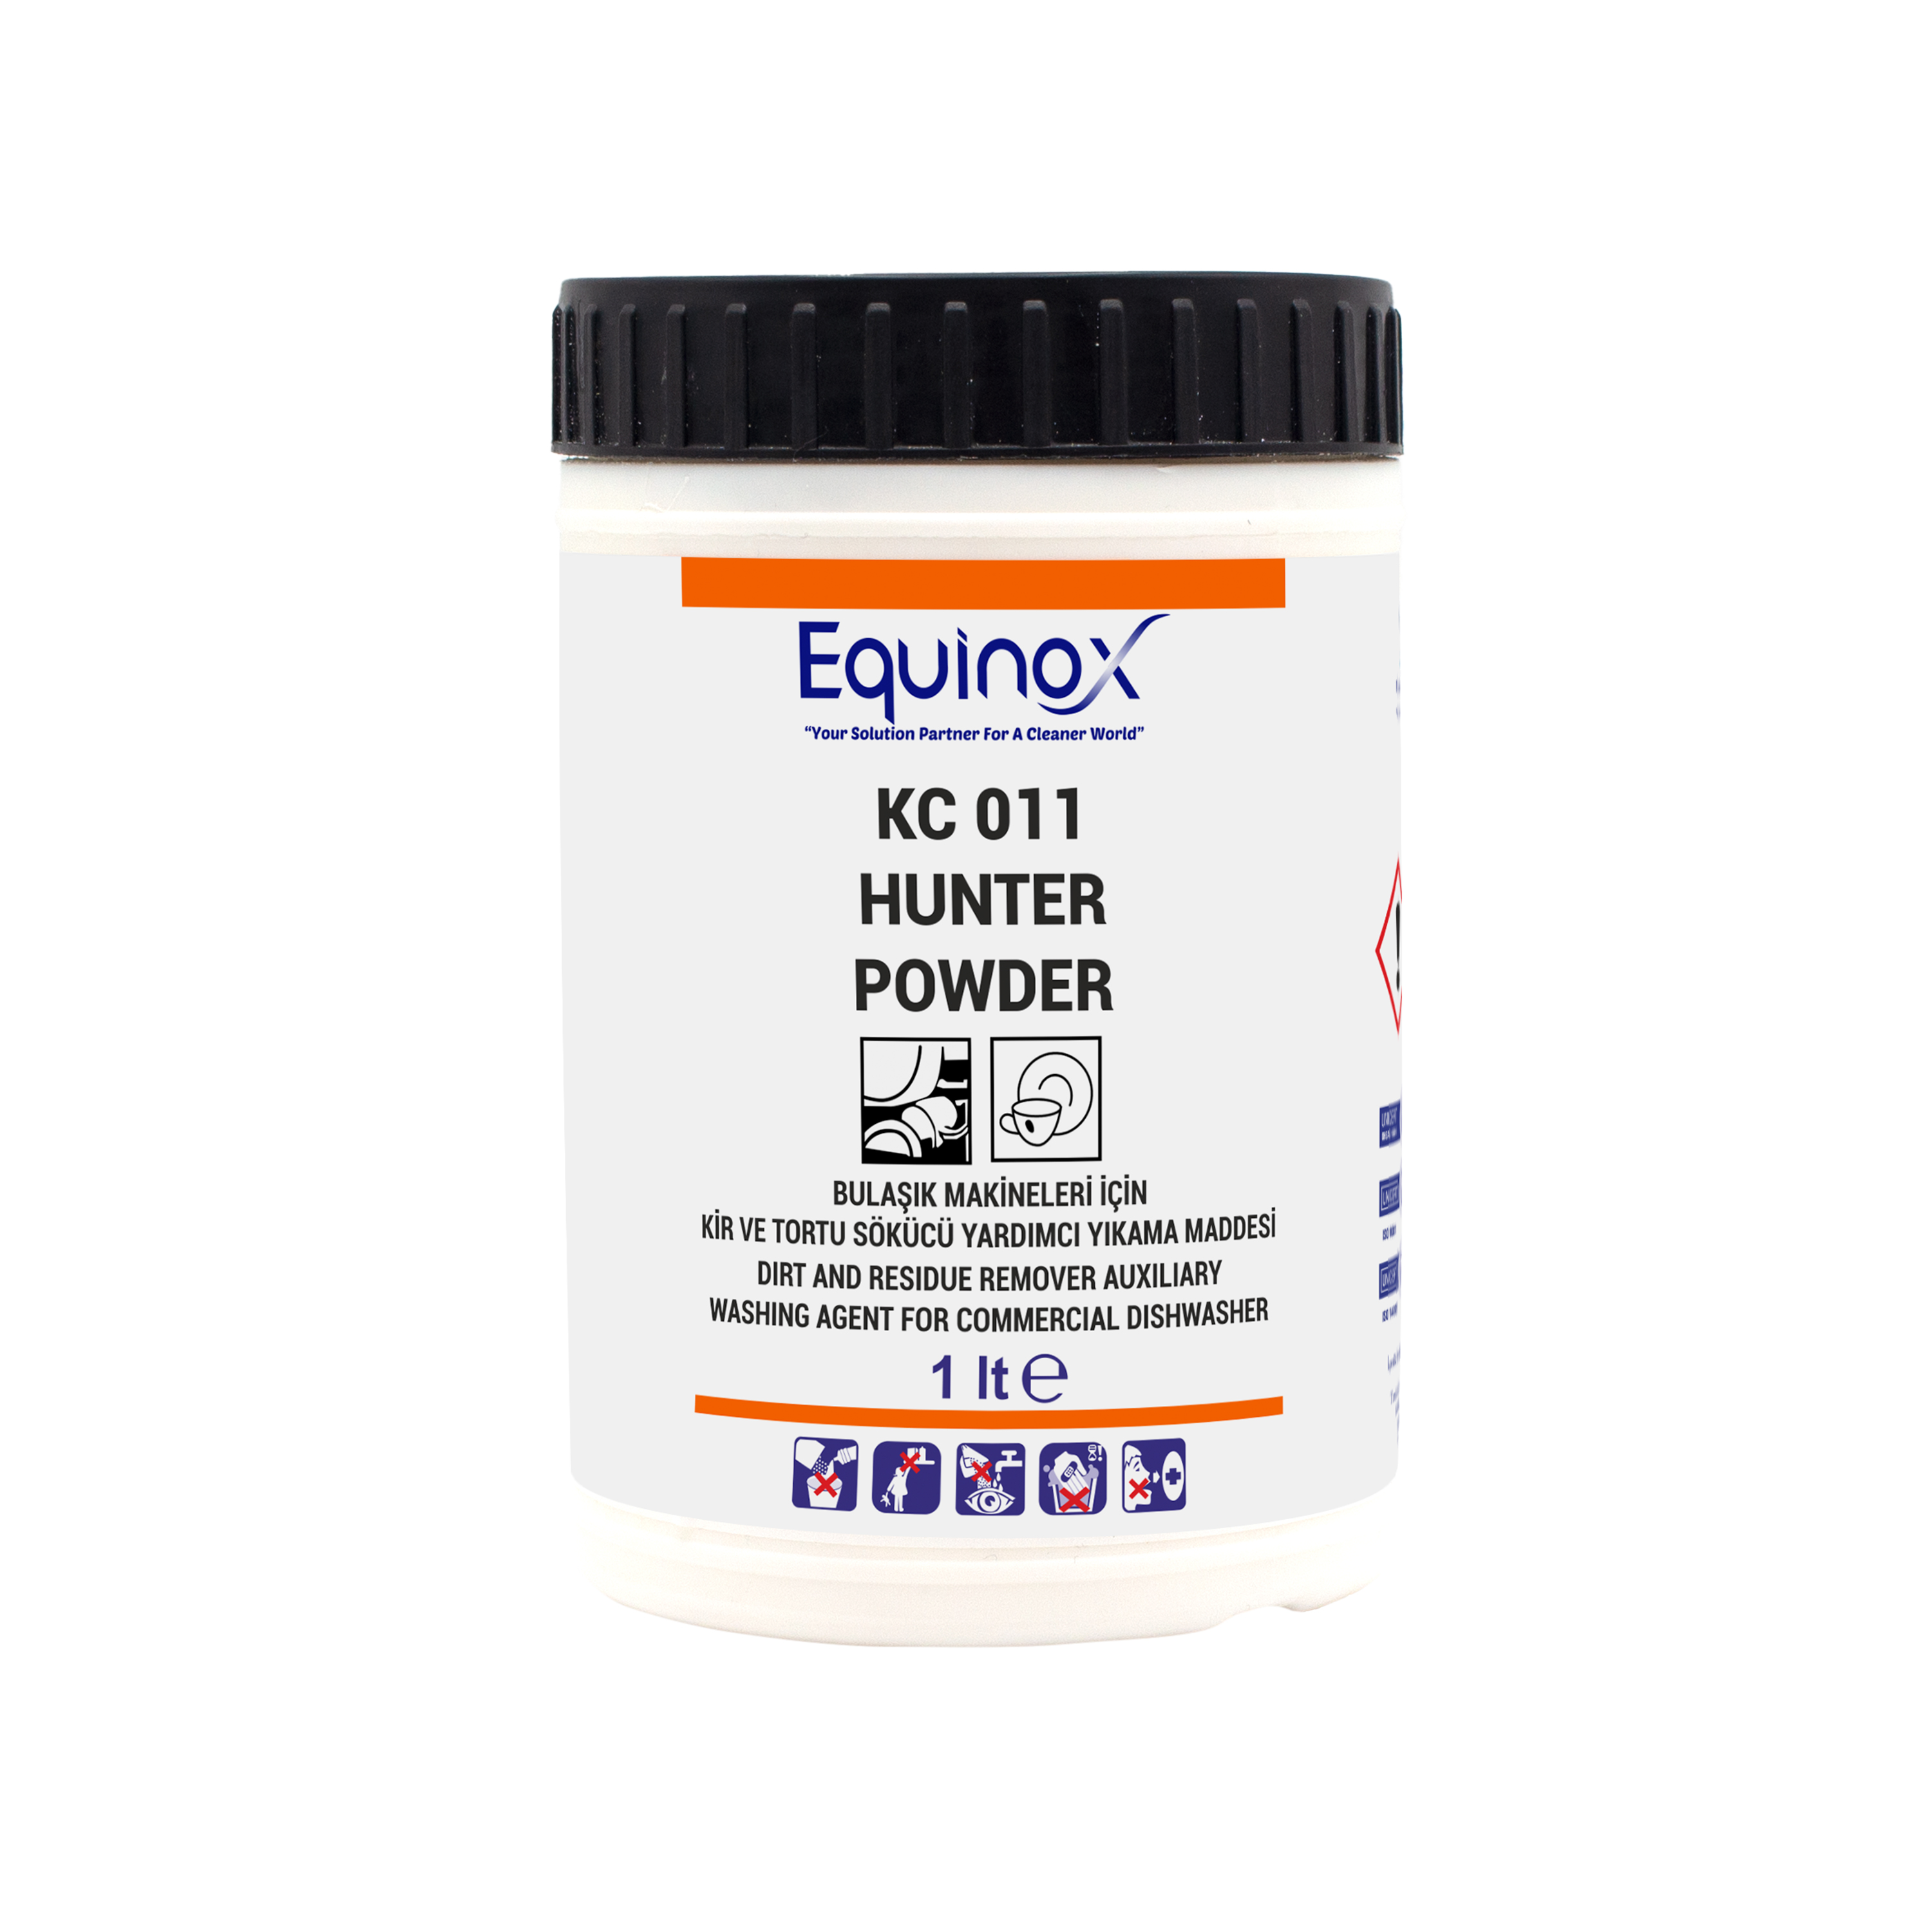 Equinox
"Your Solution Partner For A Cleaner World"
KC 011
HUNTER
POWDER
BULAŞIK MAKİNELERİ İÇİN
KİR VE TORTU SÖKÜCÜ YARDIMCI YIKAMA MADDESİ
DIRT AND RESIDUE REMOVER AUXILIARY
WASHING AGENT FOR COMMERCIAL DISHWASHER
1 lt e